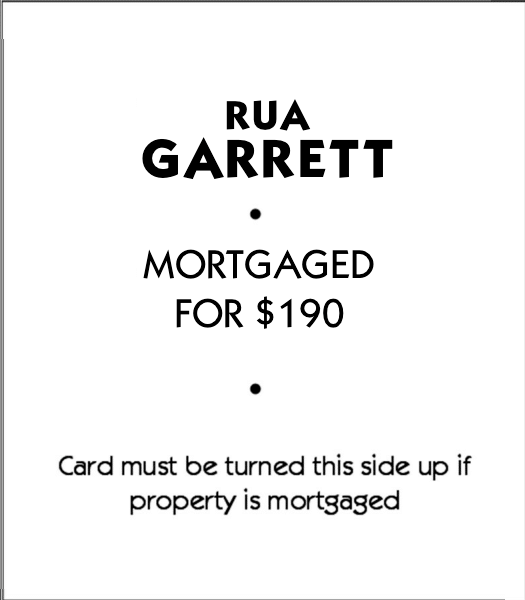 RUA
GARRETT
•
MORTGAGED
FOR $190
•
Card must be turned this side up if
property is mortgaged